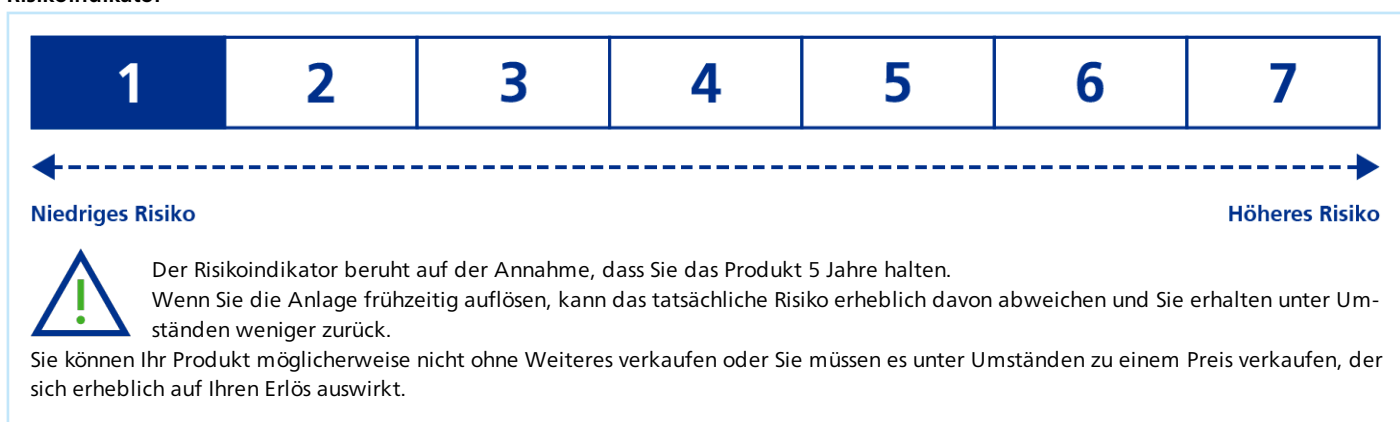 Risikoindikator
1 2 3 4 5 6 7
Niedriges Risiko Höheres Risiko
Der Risikoindikator beruht auf der Annahme, dass Sie das Produkt 5 Jahre halten.
Wenn Sie die Anlage frühzeitig auflösen, kann das tatsächliche Risiko erheblich davon abweichen und Sie erhalten unter Um-
ständen weniger zurück.
Sie können Ihr Produkt möglicherweise nicht ohne Weiteres verkaufen oder Sie müssen es unter Umständen zu einem Preis verkaufen, der
sich erheblich auf Ihren Erlös auswirkt.